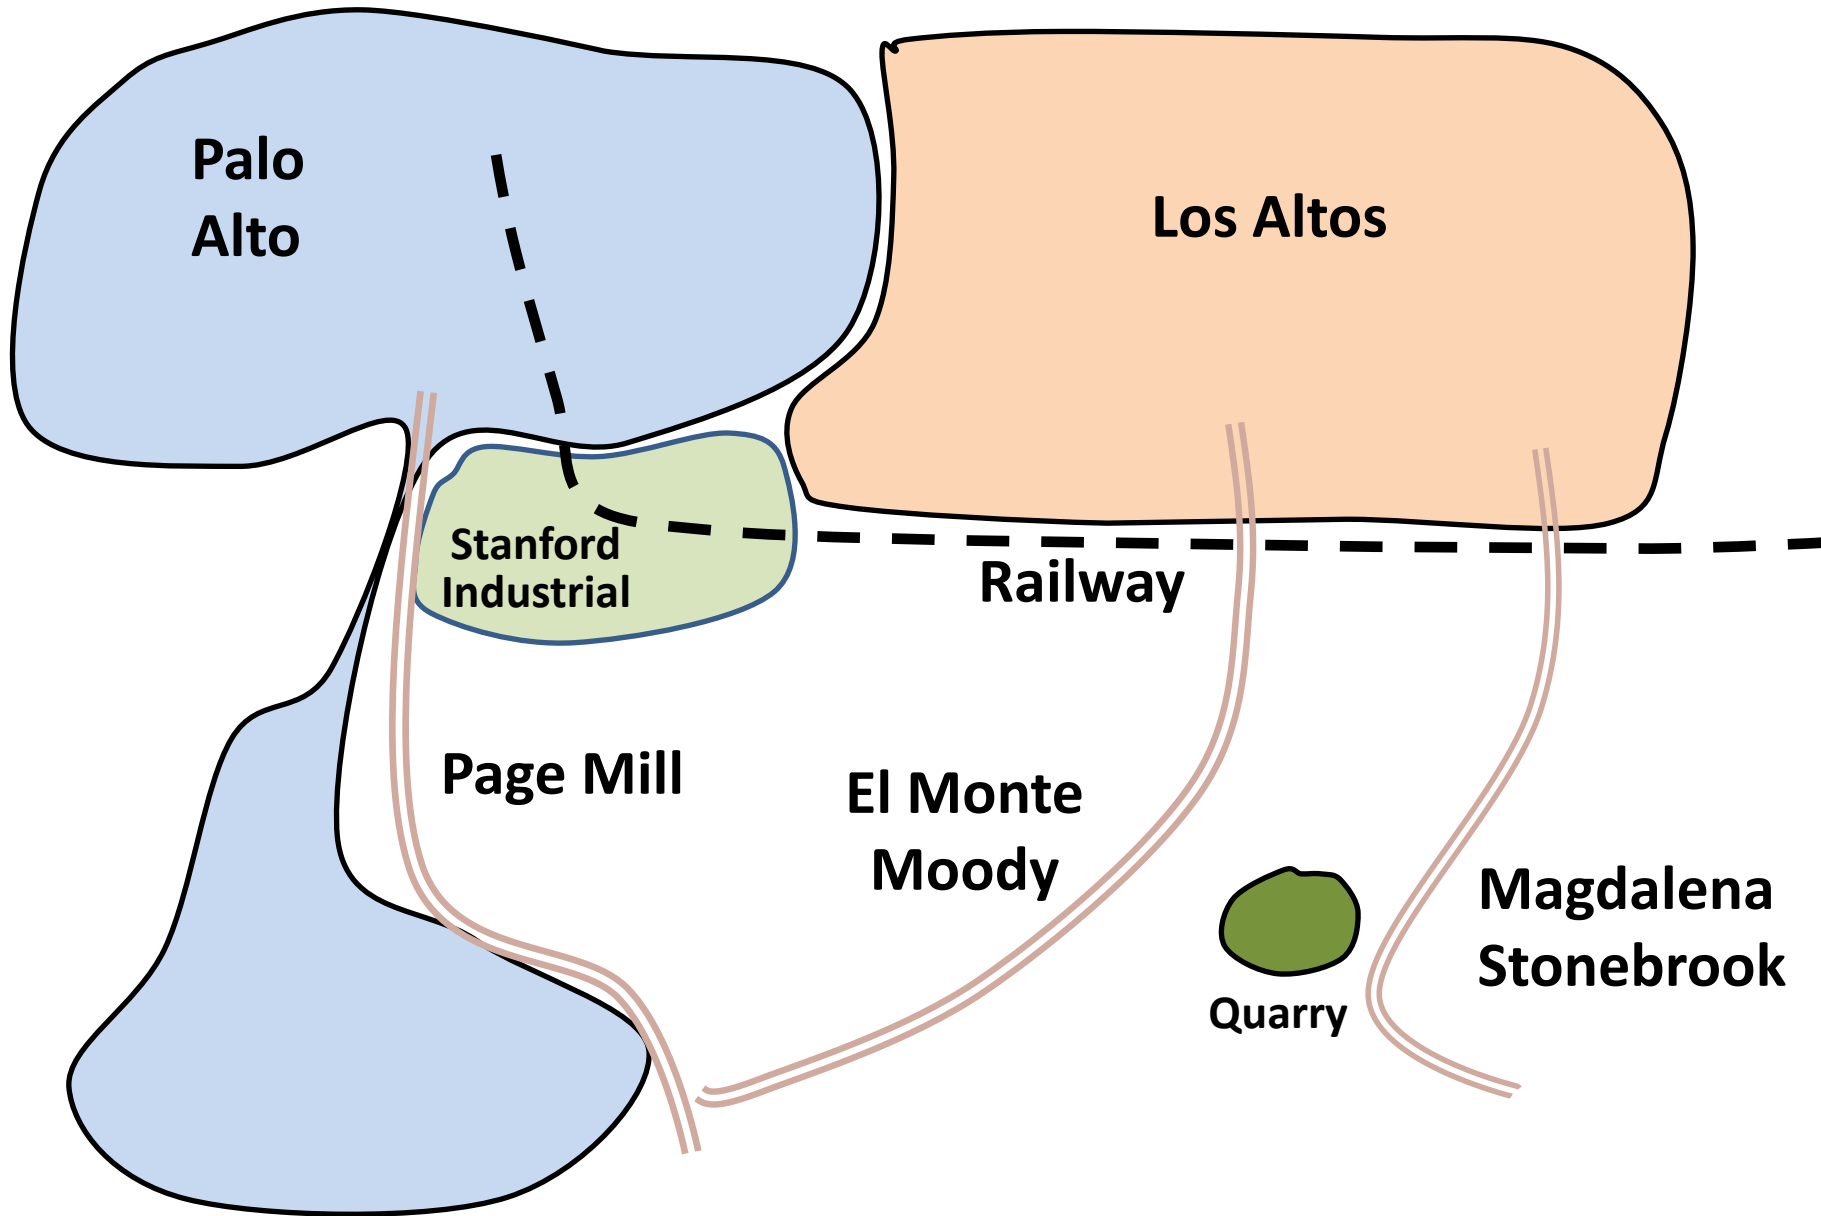 Palo
Alto
Los Altos
Stanford
Industrial
Railway
Page Mill
El Monte
Moody
Magdalena
Stonebrook
Quarry